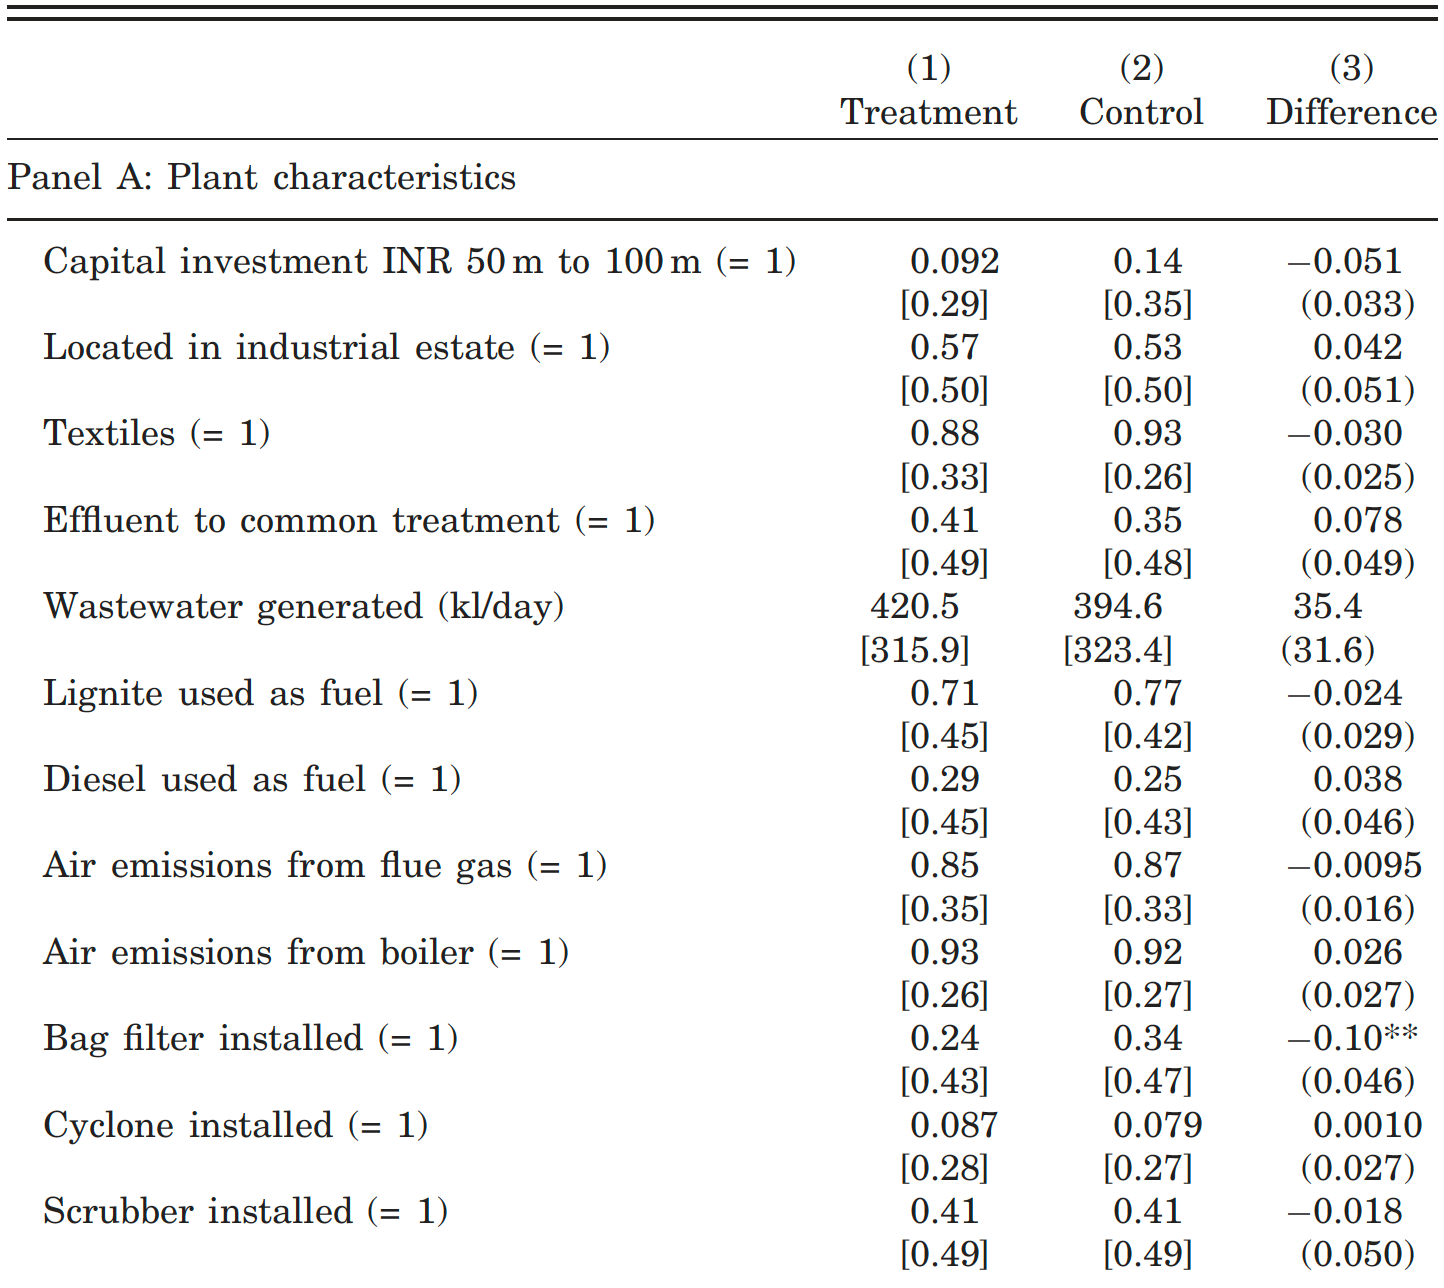 (1) (2) (3)
Treatment Control Difference
Panel A: Plant characteristics
Capital investment INR 50 m to 100 m (= 1) 0.092 0.14 −0.051
[0.29] [0.35] (0.033)
Located in industrial estate (= 1) 0.57 0.53 0.042
[0.50] [0.50] (0.051)
Textiles (= 1) 0.88 0.93 −0.030
[0.33] [0.26] (0.025)
Effluent to common treatment (= 1) 0.41 0.35 0.078
[0.49] [0.48] (0.049)
Wastewater generated (kl/day) 420.5 394.6 35.4
[315.9] [323.4] (31.6)
Lignite used as fuel (= 1) 0.71 0.77 −0.024
[0.45] [0.42] (0.029)
Diesel used as fuel (= 1) 0.29 0.25 0.038
[0.45] [0.43] (0.046)
Air emissions from flue gas (= 1) 0.85 0.87 −0.0095
[0.35] [0.33] (0.016)
Air emissions from boiler (= 1) 0.93 0.92 0.026
[0.26] [0.27] (0.027)
Bag filter installed (= 1) 0.24 0.34 −0.10**
[0.43] [0.47] (0.046)
Cyclone installed (= 1) 0.087 0.079 0.0010
[0.28] [0.27] (0.027)
Scrubber installed (= 1) 0.41 0.41 −0.018
[0.49] [0.49] (0.050)